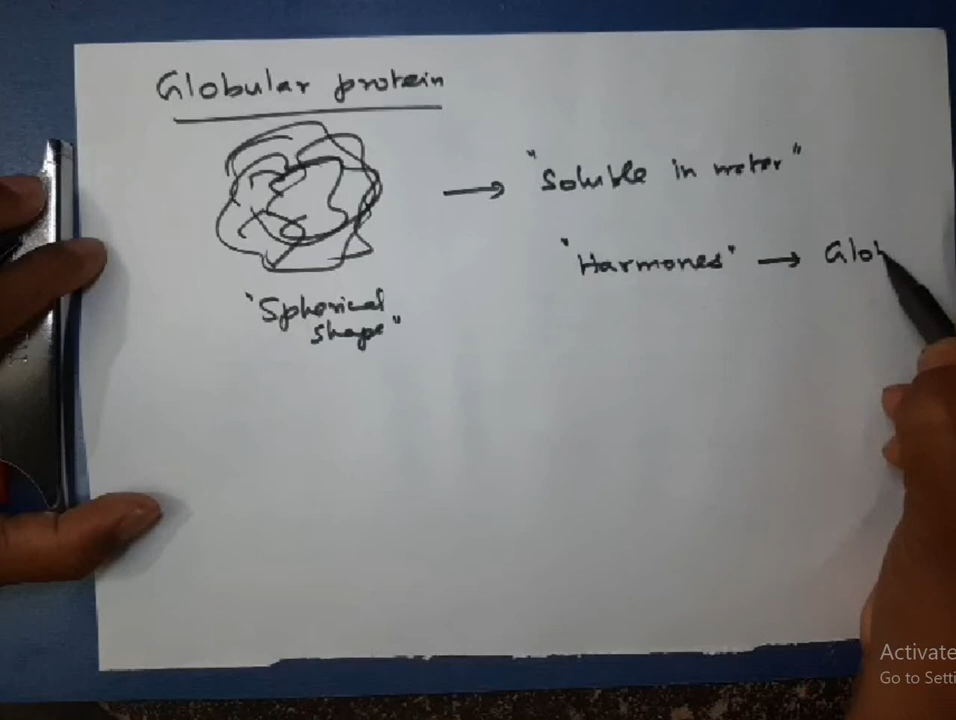 Globular protein
"Soluble in water"
"Harmones" → Glob
"Spherical
shape"
Activate
Go to Setti